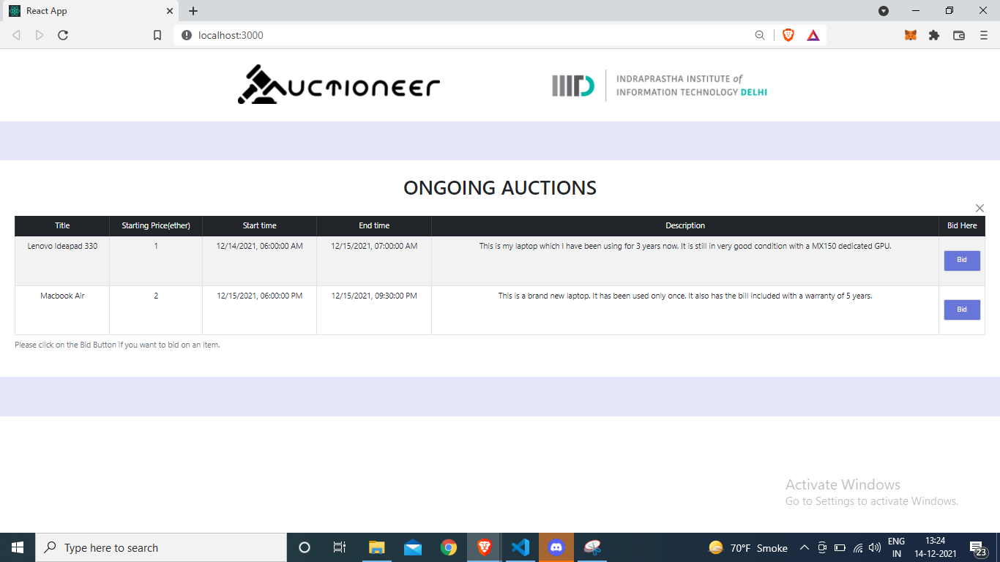 React App
localhost:3000
AUCTIONEER
INDRAPRASTHA INSTITUTE of
INFORMATION TECHNOLOGY DELHI
ONGOING AUCTIONS
Title Starting Price(ether) Start time End time Description Bid Here
Lenovo Ideapad 330 1 12/14/2021, 06:00:00 AM 12/15/2021, 07:00:00 AM This is my laptop which I have been using for 3 years now. It is still in very good condition with a MX150 dedicated GPU. Bid
Macbook Air 2 12/15/2021, 06:00:00 PM 12/15/2021, 09:30:00 PM This is a brand new laptop. It has been used only once. It also has the bill included with a warranty of 5 years. Bid
Please click on the Bid Button if you want to bid on an item.
Activate Windows
Go to Settings to activate Windows.
Type here to search
70°F Smoke
ENG
IN
13:24
14-12-2021
23